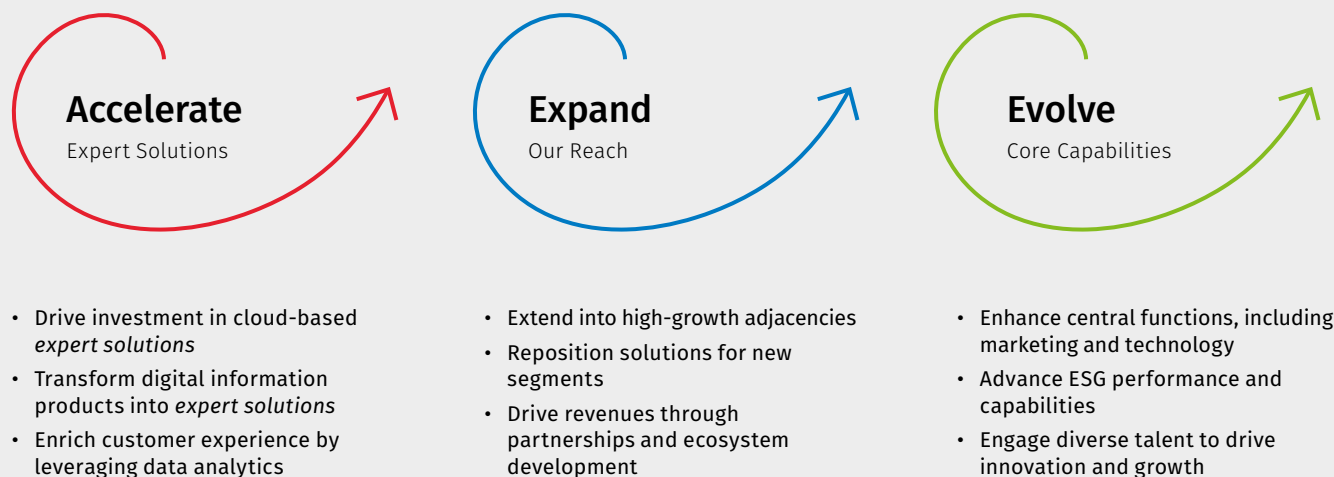 Accelerate
Expert Solutions
• Drive investment in cloud-based
expert solutions
• Transform digital information
products into expert solutions
• Enrich customer experience by
leveraging data analytics
Expand
Our Reach
• Extend into high-growth adjacencies
• Reposition solutions for new
segments
• Drive revenues through
partnerships and ecosystem
development
Evolve
Core Capabilities
• Enhance central functions, including
marketing and technology
• Advance ESG performance and
capabilities
• Engage diverse talent to drive
innovation and growth